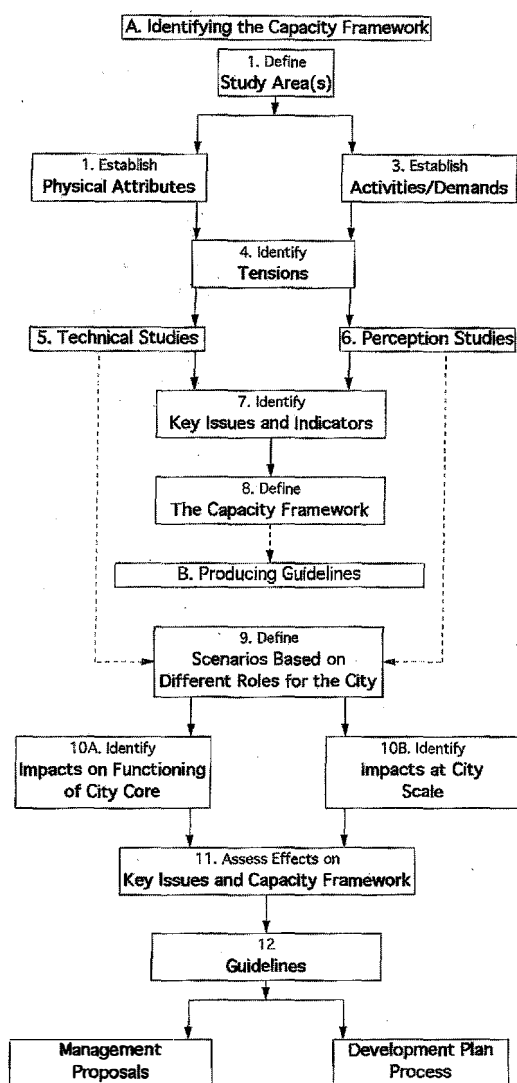 A. Identifying the Capacity Framework
1. Define
Study Area(s)
1. Establish
Physical Attributes
3. Establish
Activities/Demands
4. Identify
Tensions
5. Technical Studies
6. Perception Studies
7. Identify
Key Issues and Indicators
8. Define
The Capacity Framework
B. Producing Guidelines
9. Define
Scenarios Based on
Different Roles for the City
10A. Identify
Impacts on Functioning
of City Core
10B. Identify
Impacts at City
Scale
11. Assess Effects on
Key Issues and Capacity Framework
12
Guidelines
Management
Proposals
Development Plan
Process